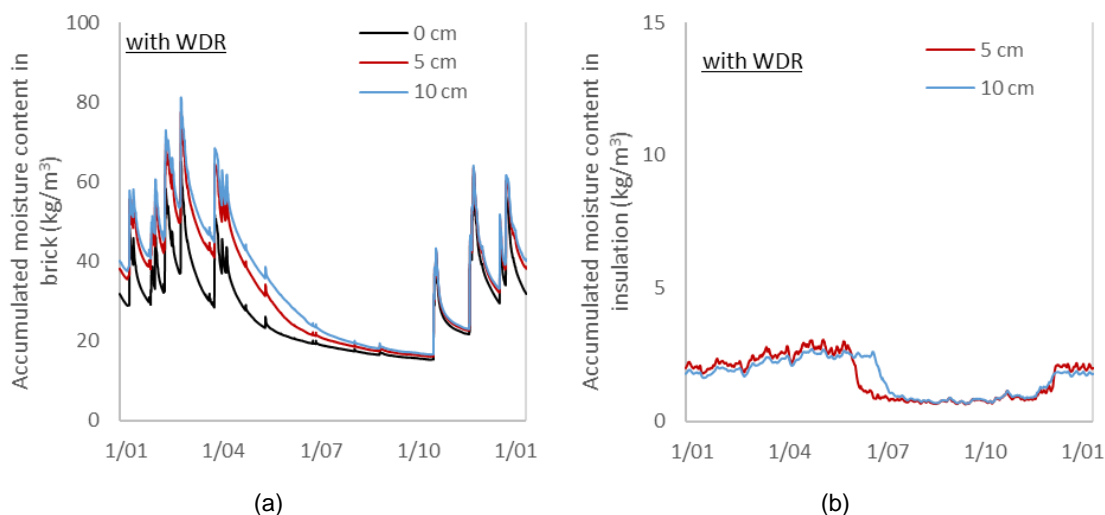 Accumulated moisture content in
brick (kg/m³)
100
80
60
40
20
0
with WDR
0 cm
5 cm
10 cm
1/01
1/04
1/07
1/10
1/01
(a)
Accumulated moisture content in
insulation (kg/m³)
15
10
5
0
with WDR
5 cm
10 cm
1/01
1/04
1/07
1/10
1/01
(b)